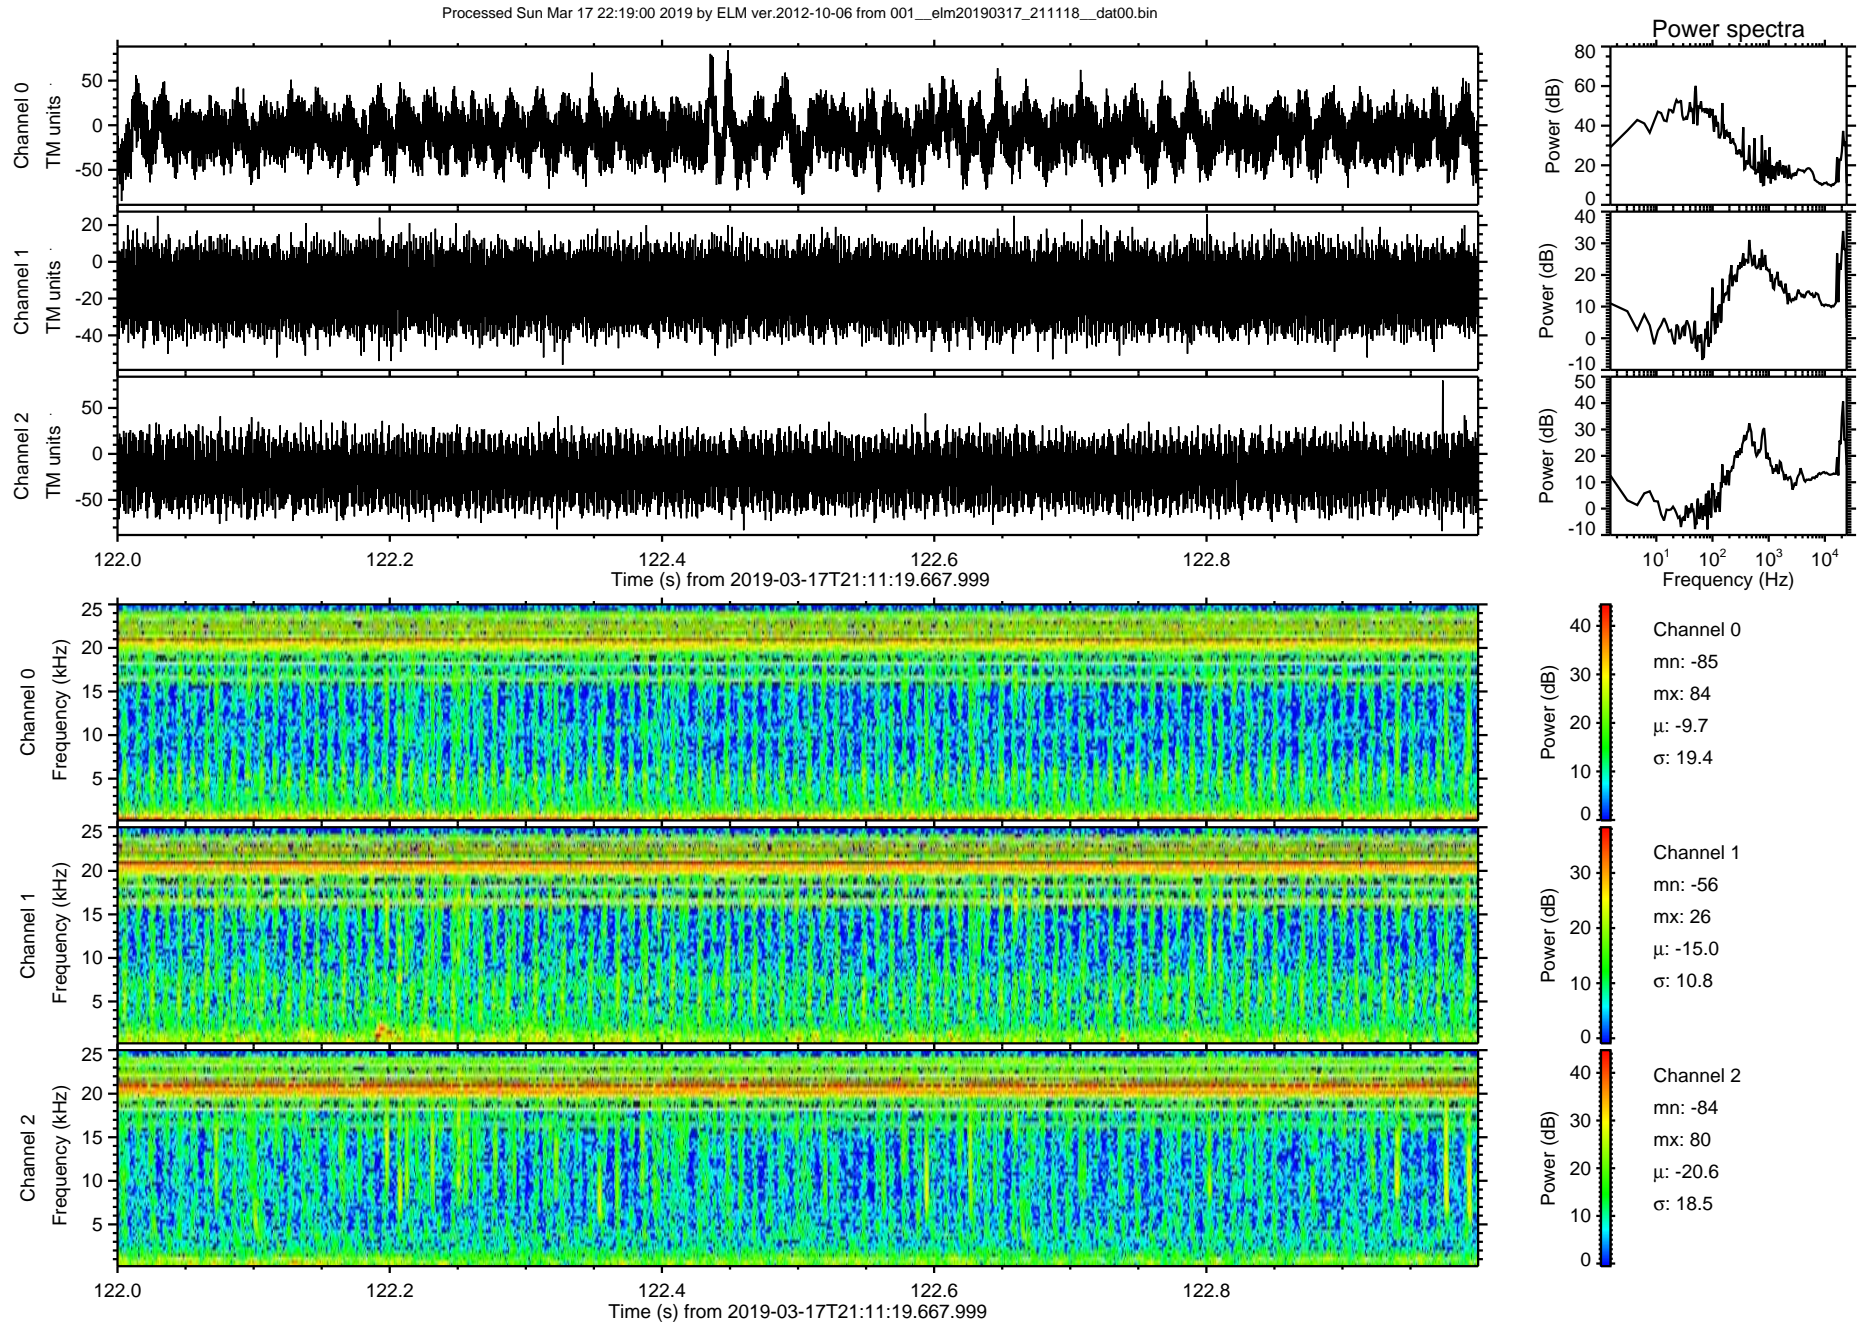 Processed Sun Mar 17 22:19:00 2019 by ELM ver.2012-10-06 from 001__elm20190317_211118__dat00.bin
Power spectra
Channel 0
TM units
50
0
-50
Power (dB)
80
60
40
20
0
Channel 1
TM units
20
0
-20
-40
Power (dB)
40
30
20
10
0
-10
Channel 2
TM units
50
0
-50
Power (dB)
50
40
30
20
10
0
-10
122.0 122.2 122.4 122.6 122.8
Time (s) from 2019-03-17T21:11:19.667.999
10¹ 10² 10³ 10⁴
Frequency (Hz)
Channel 0
Frequency (kHz)
25
20
15
10
5
Power (dB)
40
30
20
10
0
Channel 0
mn: -85
mx: 84
μ: -9.7
σ: 19.4
Channel 1
Frequency (kHz)
25
20
15
10
5
Power (dB)
30
20
10
0
Channel 1
mn: -56
mx: 26
μ: -15.0
σ: 10.8
Channel 2
Frequency (kHz)
25
20
15
10
5
Power (dB)
40
30
20
10
0
Channel 2
mn: -84
mx: 80
μ: -20.6
σ: 18.5
122.0 122.2 122.4 122.6 122.8
Time (s) from 2019-03-17T21:11:19.667.999